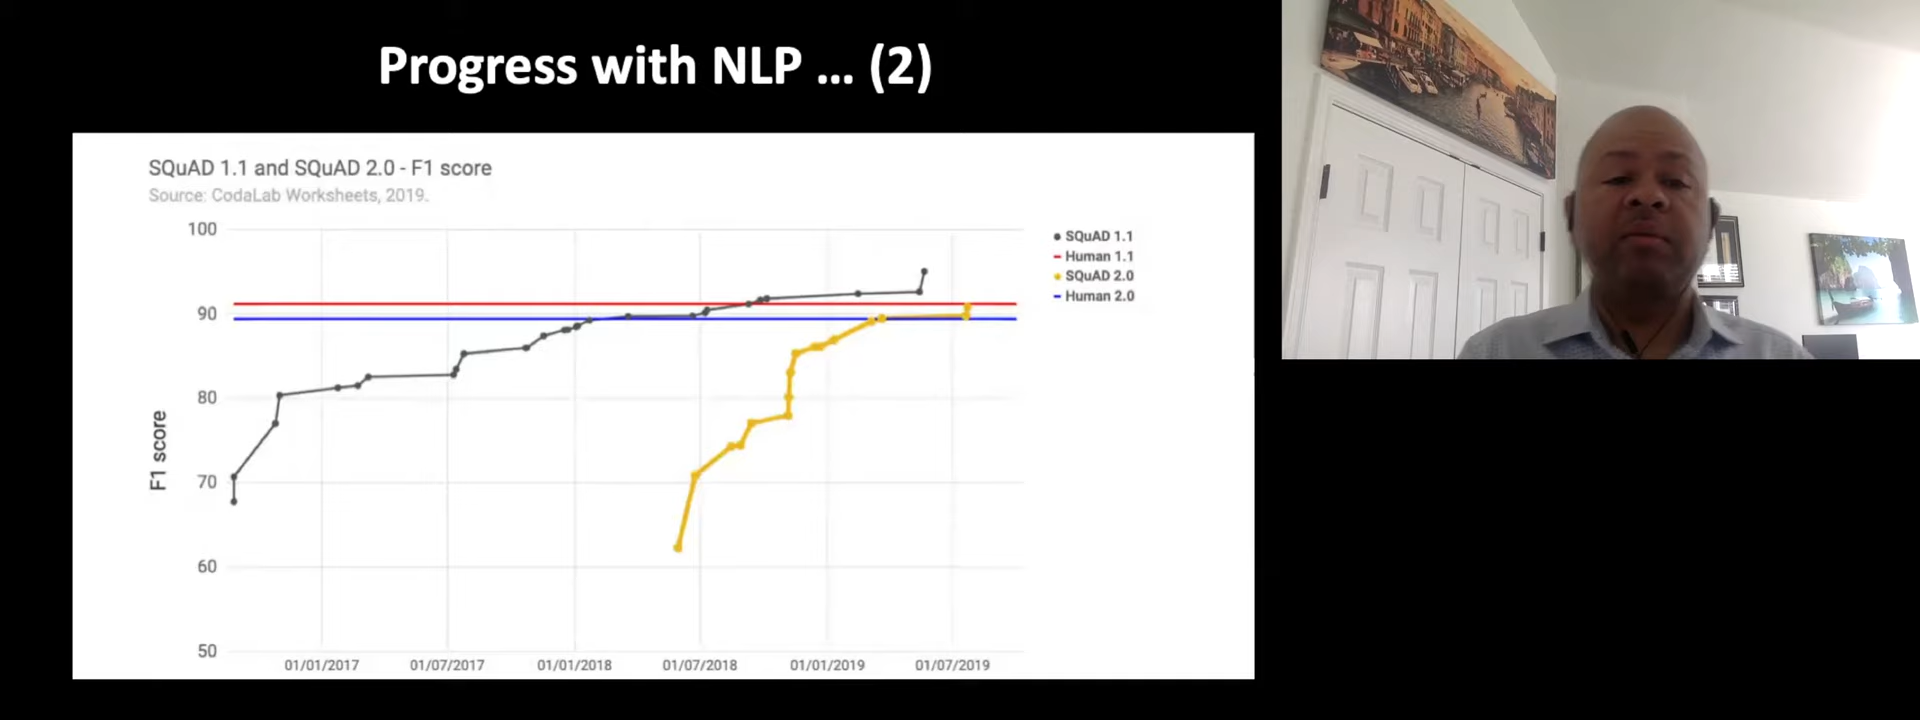 Progress with NLP ... (2)
SQuAD 1.1 and SQuAD 2.0 - F1 score
Source: CodaLab Worksheets, 2019.
100
90
80
70
60
50
F1 score
01/01/2017
01/07/2017
01/01/2018
01/07/2018
01/01/2019
01/07/2019
SQuAD 1.1
Human 1.1
SQuAD 2.0
Human 2.0